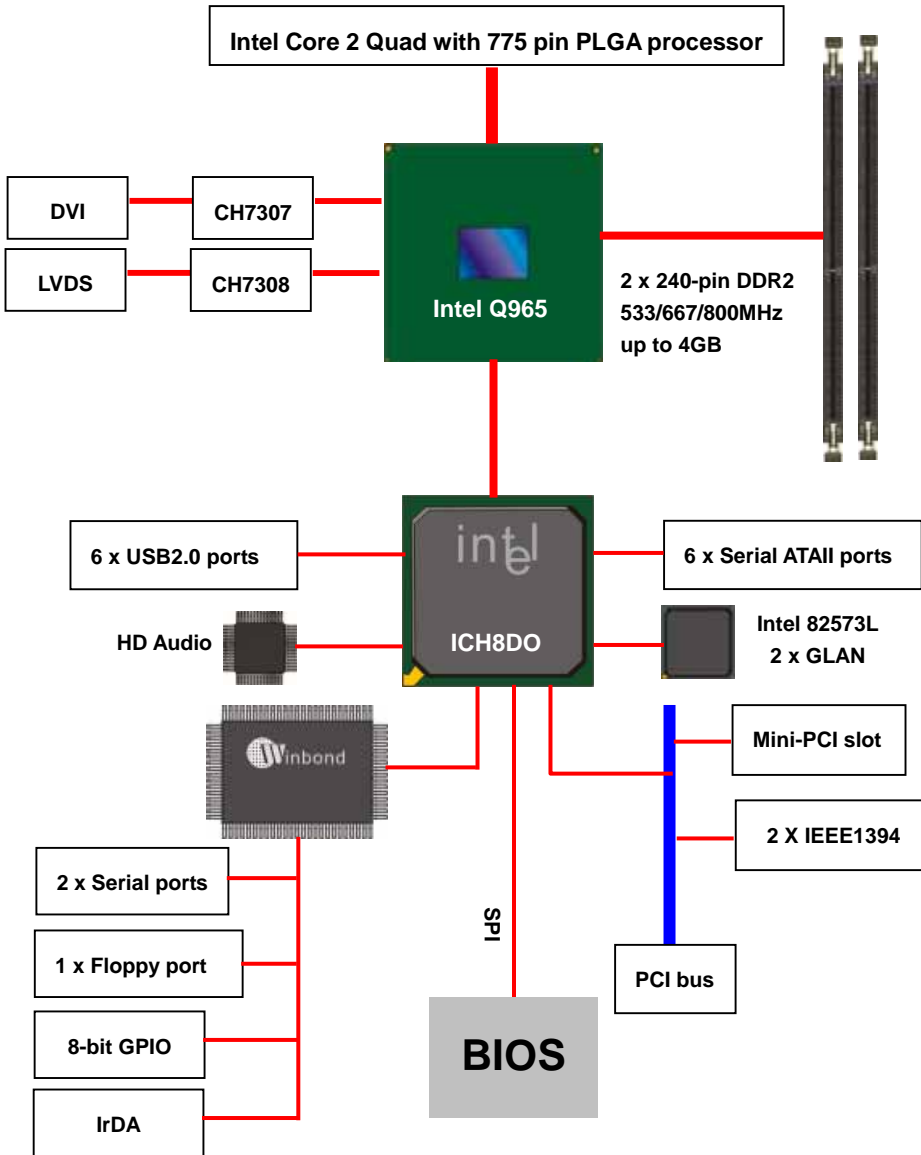 Intel Core 2 Quad with 775 pin PLGA processor
DVI
CH7307
LVDS
CH7308
Intel Q965
2 x 240-pin DDR2
533/667/800MHz
up to 4GB
6 x USB2.0 ports
intel
6 x Serial ATAII ports
HD Audio
ICH8DO
Intel 82573L
2 x GLAN
Winbond
Mini-PCI slot
2 X IEEE1394
2 x Serial ports
SPI
1 x Floppy port
PCI bus
8-bit GPIO
BIOS
IrDA